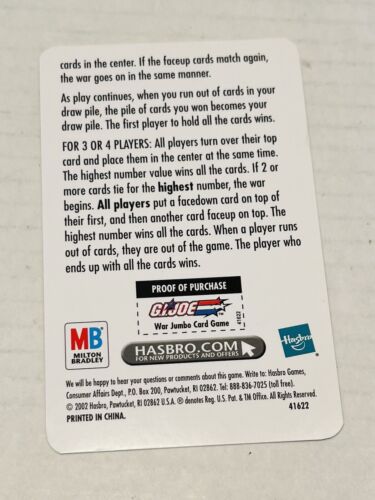 cards in the center. If the faceup cards match again,
the war goes on in the same manner.
As play continues, when you run out of cards in your
draw pile, the pile of cards you won becomes your
draw pile. The first player to hold all the cards wins.
FOR 3 OR 4 PLAYERS: All players turn over their top
card and place them in the center at the same time.
The highest number value wins all the cards. If 2 or
more cards tie for the highest number, the war
begins. All players put a facedown card on top of
their first, and then another card faceup on top. The
highest number wins all the cards. When a player runs
out of cards, they are out of the game. The player who
ends up with all the cards wins.
PROOF OF PURCHASE
G.I.JOE TM
War Jumbo Card Game
41622
MB
MILTON
BRADLEY
HASBRO.COM
FOR NEW PRODUCTS AND OFFERS
Hasbro
We will be happy to hear your questions or comments about this game. Write to: Hasbro Games,
Consumer Affairs Dept., P.O. Box 200, Pawtucket, RI 02862. Tel: 888-836-7025 (toll free).
© 2002 Hasbro, Pawtucket, RI 02862 U.S.A. ® denotes Reg. U.S. Pat. & TM Office. All Rights Reserved.
PRINTED IN CHINA.
41622